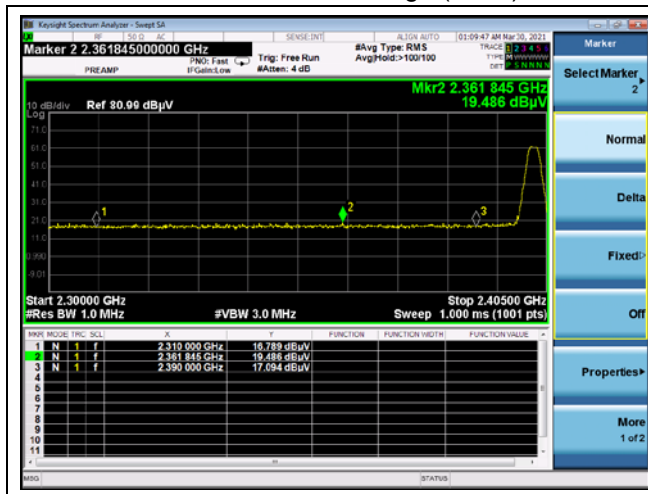 Keysight Spectrum Analyzer - Swept SA
RF 50 Ω AC SENSE:INT ALIGN AUTO 01:09:47 AM Mar 30, 2021
Marker 2 2.361845000000 GHz
PREAMP
PNO: Fast
IFGain:Low
Trig: Free Run
#Atten: 4 dB
#Avg Type: RMS
Avg|Hold:>100/100
TRACE 1 2 3 4 5 6
TYPE M
DET P S N N N N
Mkr2 2.361 845 GHz
19.486 dBµV
10 dB/div Ref 80.99 dBµV
Log
71.0
61.0
51.0
41.0
31.0
21.0
11.0
0.990
-9.01
1
2
3
Start 2.30000 GHz Stop 2.40500 GHz
#Res BW 1.0 MHz #VBW 3.0 MHz Sweep 1.000 ms (1001 pts)
MKR MODE TRC SCL X Y FUNCTION FUNCTION WIDTH FUNCTION VALUE
1 N 1 f 2.310 000 GHz 16.789 dBµV
2 N 1 f 2.361 845 GHz 19.486 dBµV
3 N 1 f 2.390 000 GHz 17.094 dBµV
4
5
6
7
8
9
10
11
MSG STATUS
Marker
Select Marker
2
Normal
Delta
Fixed
Off
Properties
More
1 of 2